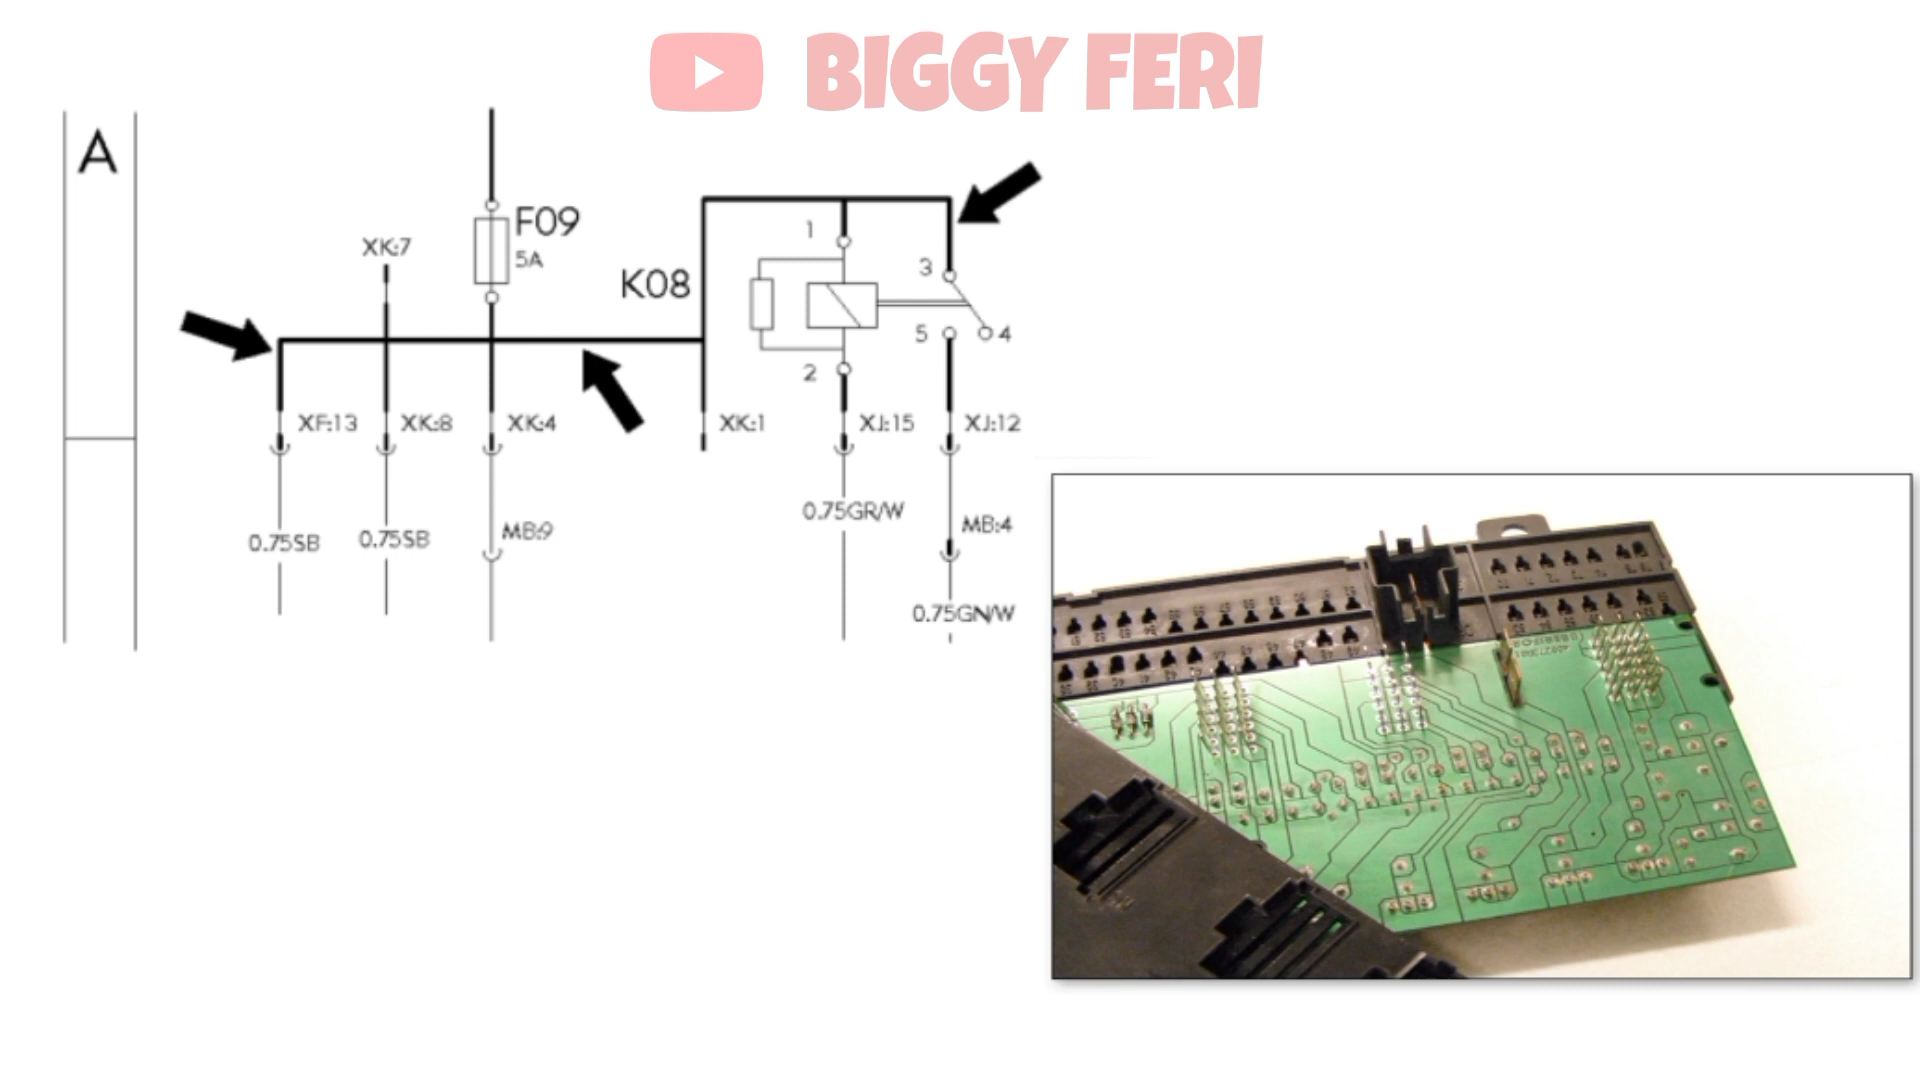 BIGGY FERI
A
F09
XK:7
5A
1
3
K08
5
4
2
XF:13
XK:8
XK:4
XK:1
XJ:15
XJ:12
0.75GR/W
MB:4
MB:9
0.75SB
0.75SB
0.75GN/W